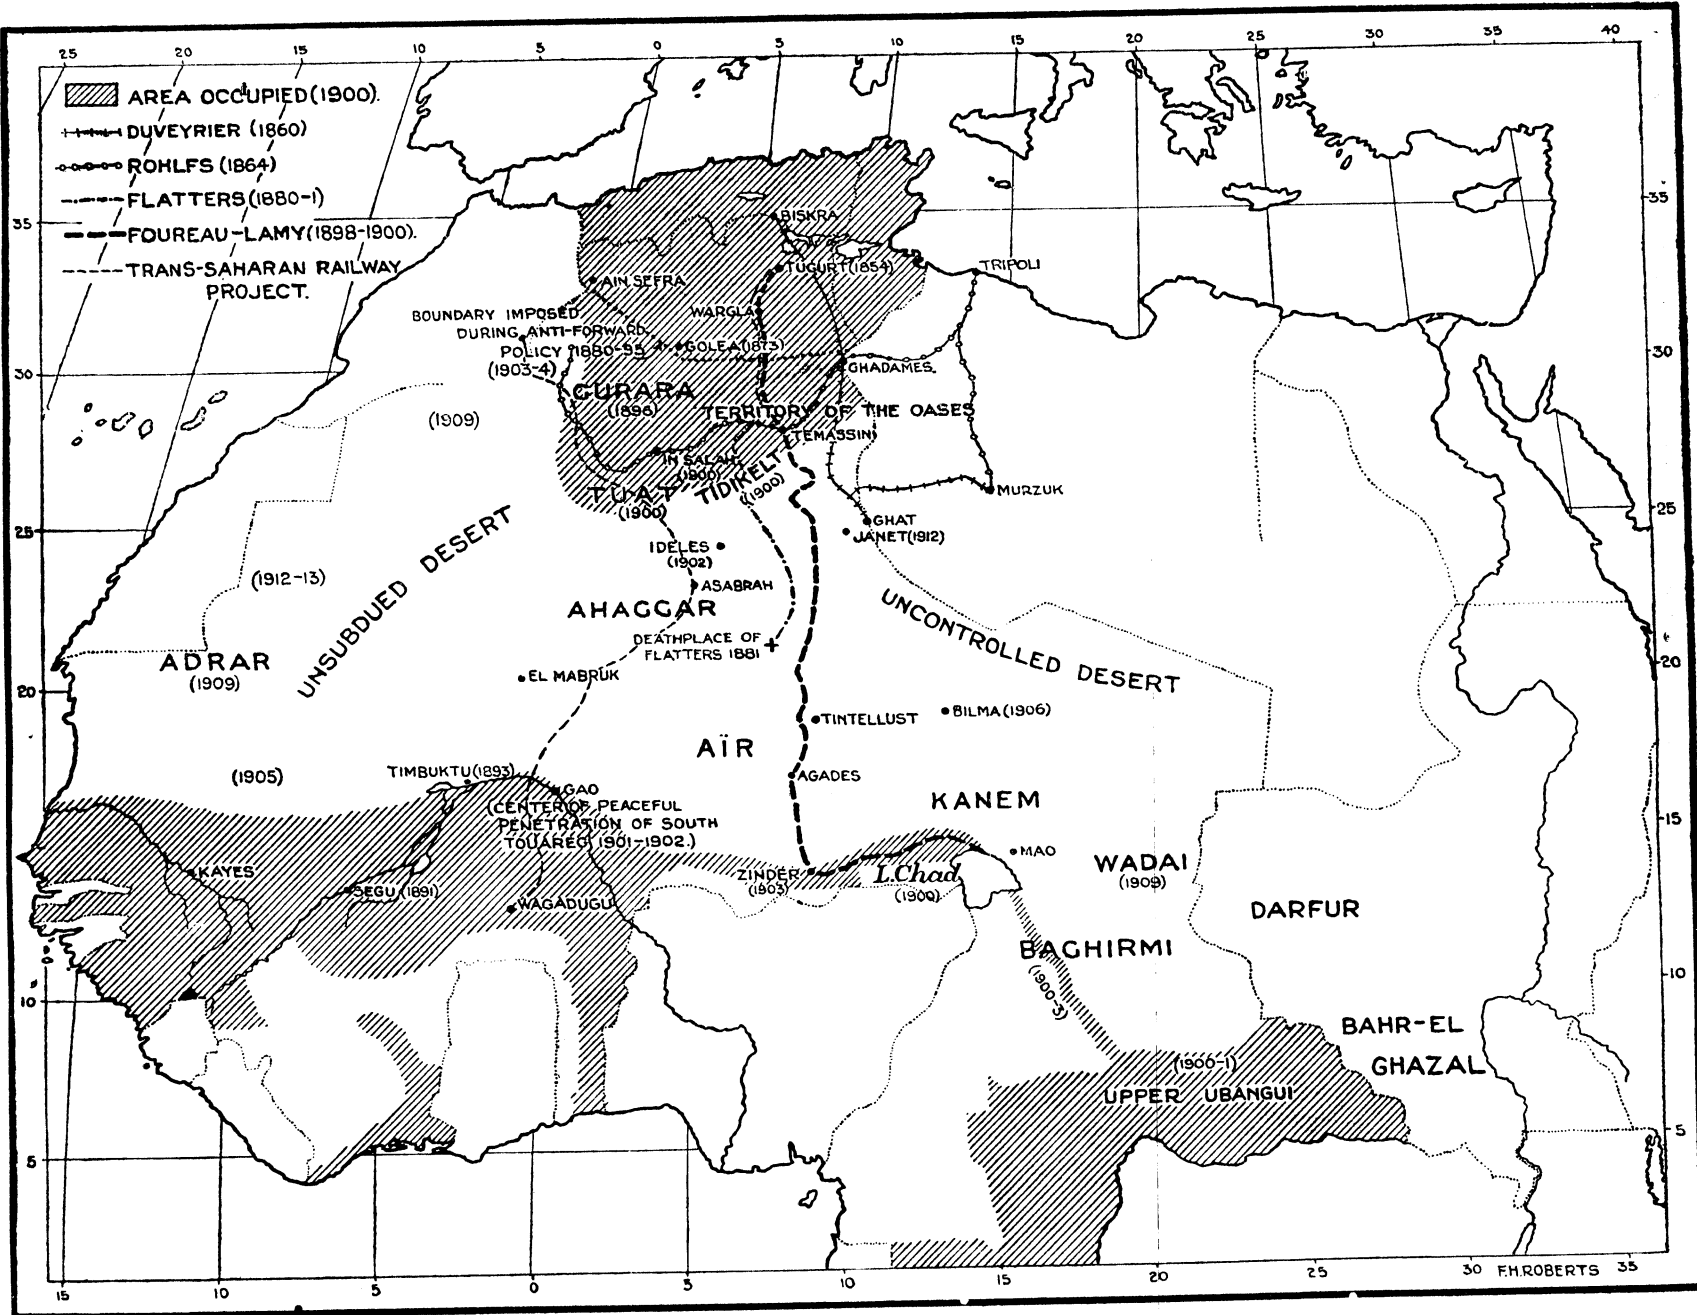 25 20 15 10 5 0 5 10 15 20 25 30 35 40
AREA OCCUPIED (1900).
DUVEYRIER (1860)
ROHLFS (1864)
FLATTERS (1880-1)
FOUREAU-LAMY (1898-1900).
TRANS-SAHARAN RAILWAY
PROJECT.
35
35
30
30
25
25
20
20
15
10
10
5
5
BISKRA
TUGURT (1854)
TRIPOLI
AIN SEFRA
BOUNDARY IMPOSED
DURING ANTI-FORWARD
POLICY 1880-95
(1903-4)
WARGLA
GOLEA (1873)
GHADAMES
GURARA
(1896)
TERRITORY OF THE OASES
TEMASSIN
(1909)
IN SALAH
(1900)
TUAT
(1900)
TIDIKELT
(1900)
MURZUK
GHAT
JANET (1912)
IDELES
(1902)
ASABRAH
UNSUBDUED DESERT
(1912-13)
AHAGGAR
DEATHPLACE OF
FLATTERS 1881
UNCONTROLLED DESERT
ADRAR
(1909)
EL MABRUK
TINTELLUST
BILMA (1906)
AÏR
(1905)
TIMBUKTU (1893)
AGADES
GAO
(CENTER OF PEACEFUL
PENETRATION OF SOUTH
TOUAREG 1901-1902.)
KANEM
MAO
WADAI
(1909)
KAYES
SEGU (1891)
WAGADUGU
ZINDER
(1903)
L. Chad
(1900)
DARFUR
BAGHIRMI
(1900-3)
BAHR-EL
GHAZAL
(1900-1)
UPPER UBANGUI
F.H. ROBERTS
15 10 5 0 5 10 15 20 25 30 35